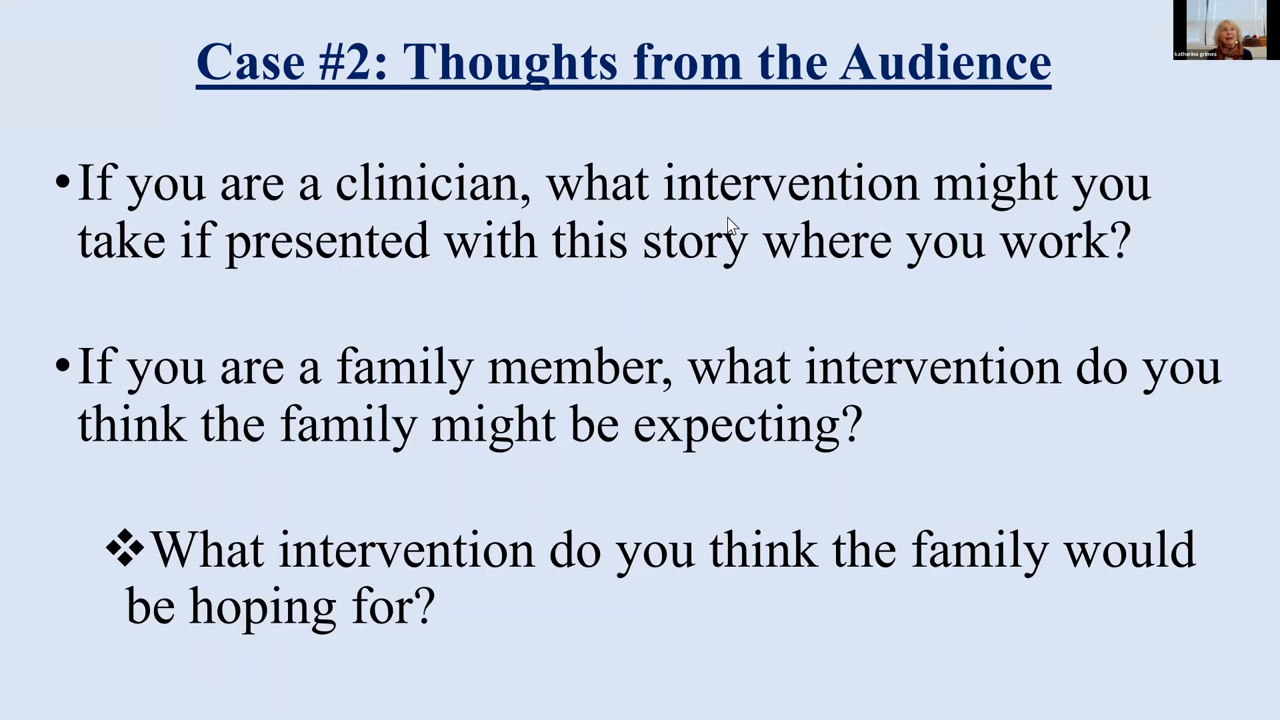 Case #2: Thoughts from the Audience
katherine grimes
•If you are a clinician, what intervention might you
take if presented with this story where you work?
•If you are a family member, what intervention do you
think the family might be expecting?
❖What intervention do you think the family would
be hoping for?